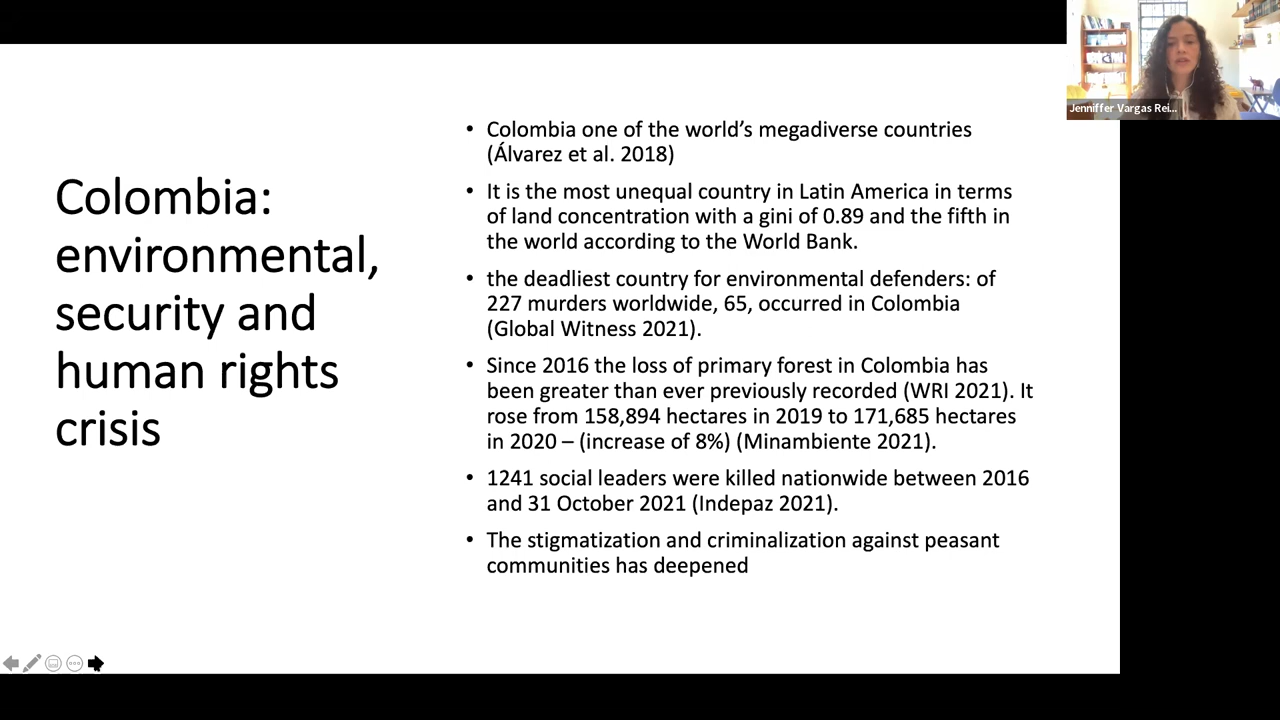 Colombia:
environmental,
security and
human rights
crisis
• Colombia one of the world's megadiverse countries
(Álvarez et al. 2018)
• It is the most unequal country in Latin America in terms
of land concentration with a gini of 0.89 and the fifth in
the world according to the World Bank.
• the deadliest country for environmental defenders: of
227 murders worldwide, 65, occurred in Colombia
(Global Witness 2021).
• Since 2016 the loss of primary forest in Colombia has
been greater than ever previously recorded (WRI 2021). It
rose from 158,894 hectares in 2019 to 171,685 hectares
in 2020 – (increase of 8%) (Minambiente 2021).
• 1241 social leaders were killed nationwide between 2016
and 31 October 2021 (Indepaz 2021).
• The stigmatization and criminalization against peasant
communities has deepened
Jenniffer Vargas Rei...